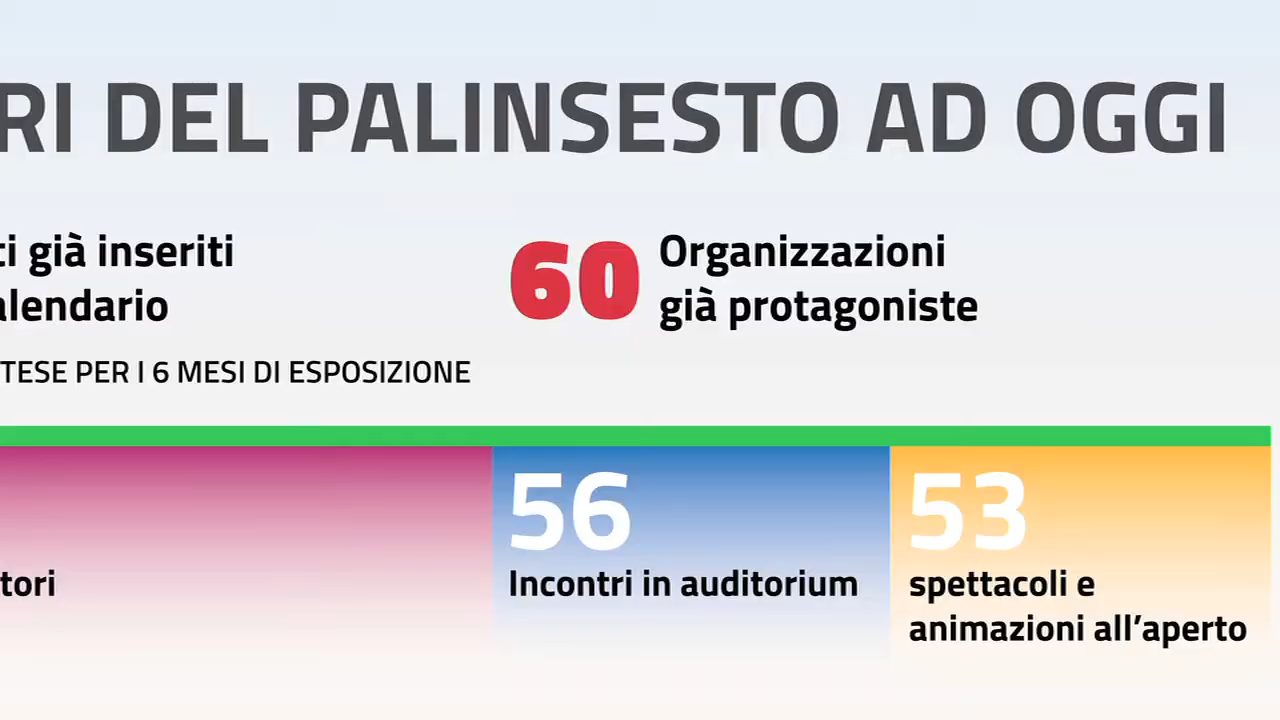 RI DEL PALINSESTO AD OGGI
ti già inseriti
alendario
60
Organizzazioni
già protagoniste
TESE PER I 6 MESI DI ESPOSIZIONE
tori
56
Incontri in auditorium
53
spettacoli e
animazioni all’aperto